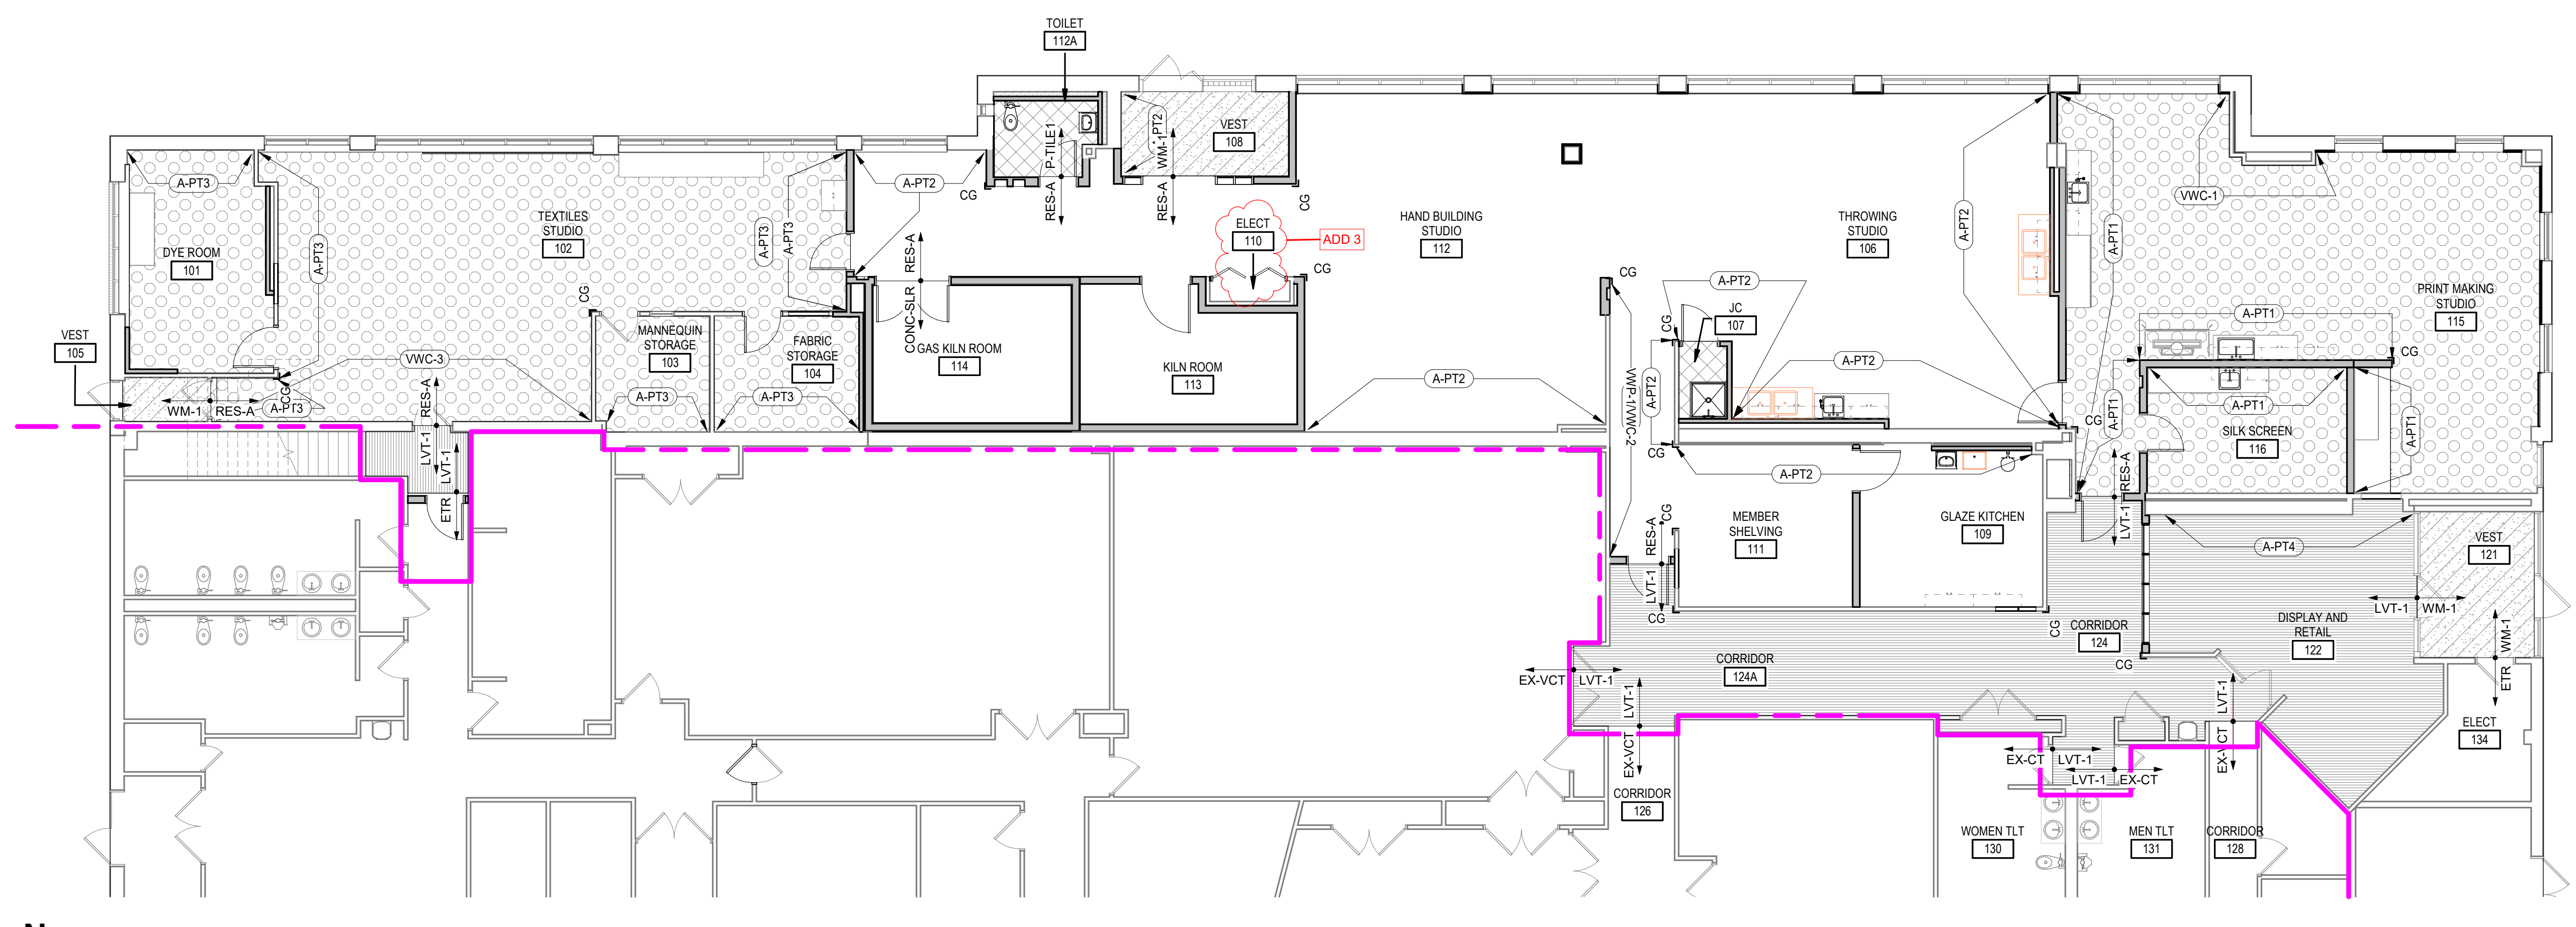 TOILET
112A
A-PT2
WM-1
VEST
108
P-TILE1
RES-A
RES-A
CG
CG
A-PT3
A-PT3
DYE ROOM
101
TEXTILES
STUDIO
102
A-PT3
A-PT3
A-PT2
RES-A
CONC-SLR
ELECT
110
ADD 3
CG
HAND BUILDING
STUDIO
112
THROWING
STUDIO
106
A-PT2
A-PT1
VWC-1
PRINT MAKING
STUDIO
115
A-PT1
CG
VEST
105
CG
WM-1
RES-A
CG
A-PT3
VWC-3
RES-A
LVT-1
LVT-1
ETR
MANNEQUIN
STORAGE
103
A-PT3
FABRIC
STORAGE
104
A-PT3
GAS KILN ROOM
114
KILN ROOM
113
A-PT2
CG
VWP-1/VWC-2
A-PT2
CG
CG
A-PT2
JC
107
A-PT2
A-PT2
CG
A-PT1
A-PT1
SILK SCREEN
116
A-PT1
CG
RES-A
LVT-1
CG
MEMBER
SHELVING
111
GLAZE KITCHEN
109
RES-A
LVT-1
A-PT4
VEST
121
LVT-1
WM-1
WM-1
ETR
CG
CORRIDOR
124
CG
DISPLAY AND
RETAIL
122
CORRIDOR
124A
EX-VCT
LVT-1
LVT-1
EX-VCT
LVT-1
EX-VCT
ELECT
134
EX-CT
LVT-1
LVT-1
EX-CT
CORRIDOR
126
WOMEN TLT
130
MEN TLT
131
CORRIDOR
128